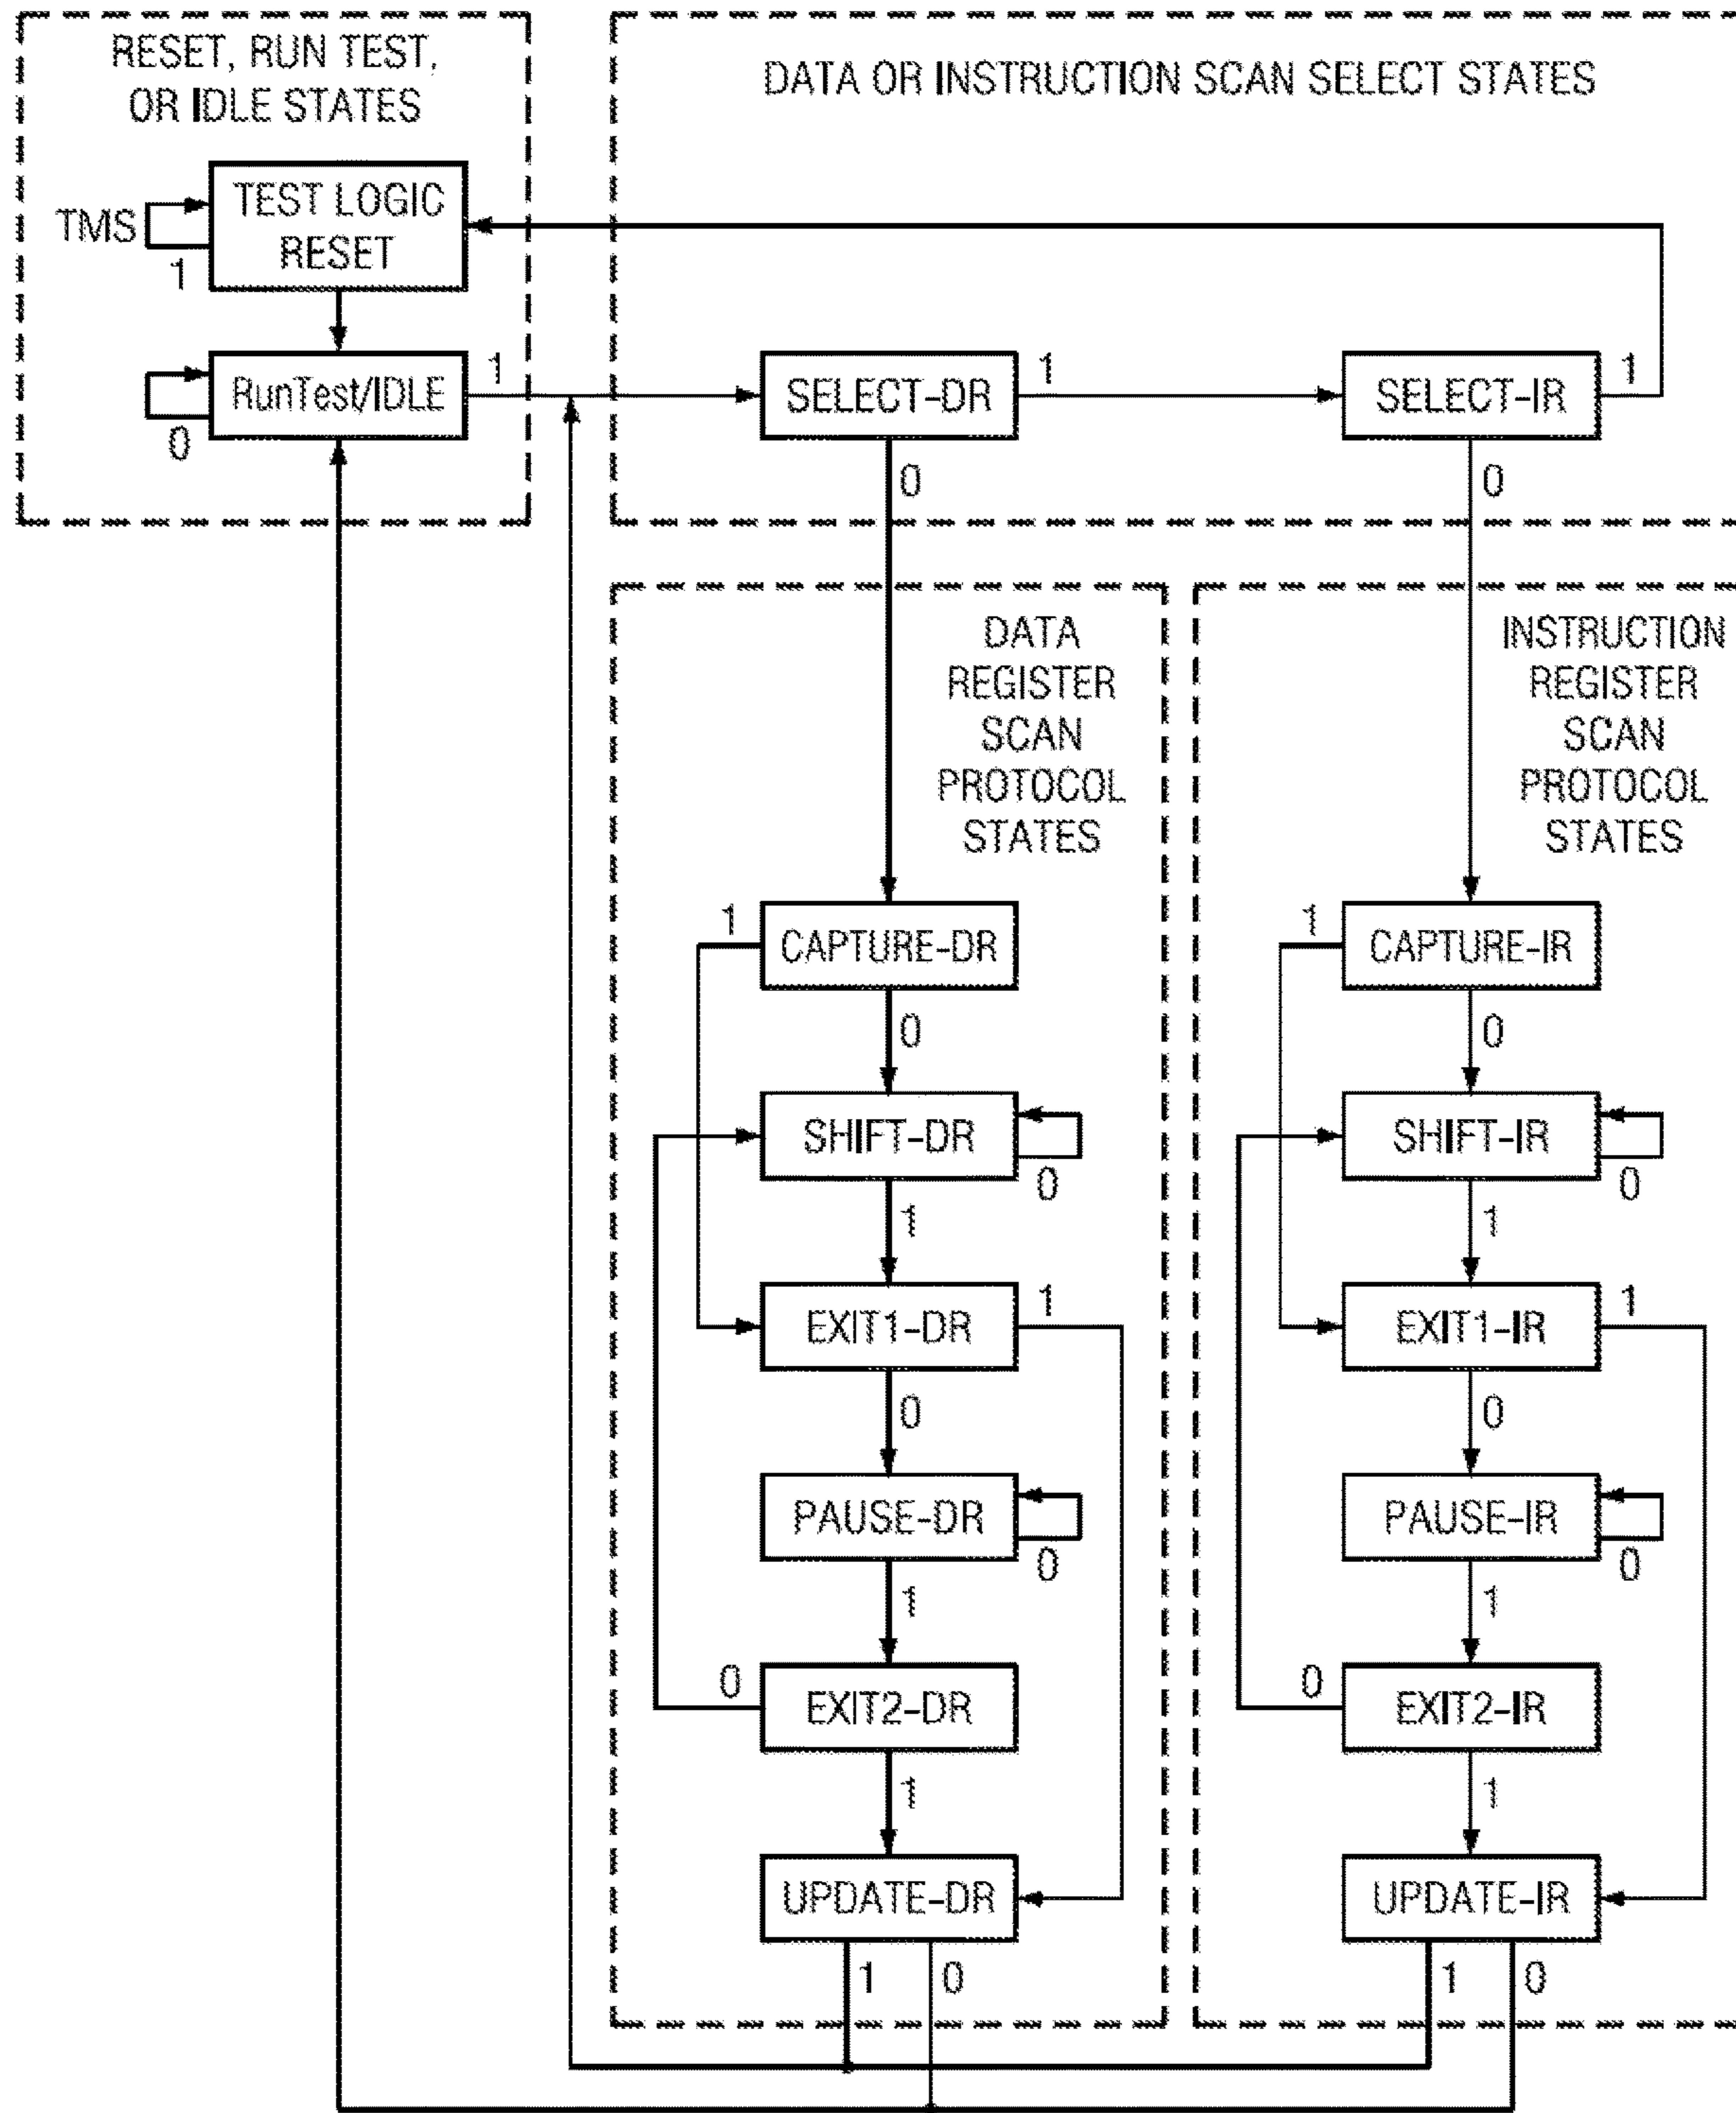 RESET, RUN TEST,
OR IDLE STATES
DATA OR INSTRUCTION SCAN SELECT STATES
TEST LOGIC
RESET
TMS
1
RunTest/IDLE
1
0
SELECT-DR
1
0
SELECT-IR
1
0
DATA
REGISTER
SCAN
PROTOCOL
STATES
INSTRUCTION
REGISTER
SCAN
PROTOCOL
STATES
1
CAPTURE-DR
0
SHIFT-DR
0
1
EXIT1-DR
1
0
PAUSE-DR
0
1
0
EXIT2-DR
1
UPDATE-DR
1
0
1
CAPTURE-IR
0
SHIFT-IR
0
1
EXIT1-IR
1
0
PAUSE-IR
0
1
0
EXIT2-IR
1
UPDATE-IR
1
0